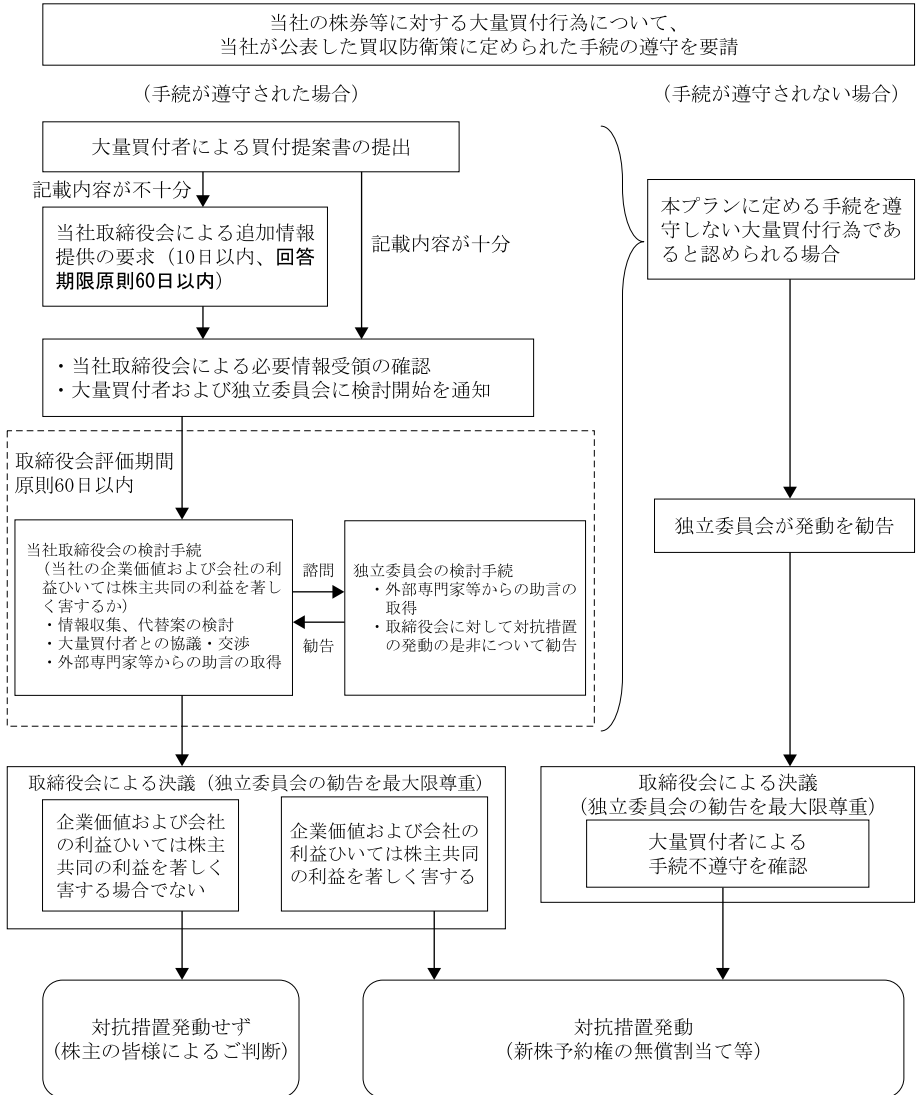 当社の株券等に対する大量買付行為について、
当社が公表した買収防衛策に定められた手続の遵守を要請
(手続が遵守された場合)
(手続が遵守されない場合)
大量買付者による買付提案書の提出
記載内容が不十分
当社取締役会による追加情報
提供の要求(10日以内、回答
期限原則60日以内)
記載内容が十分
・当社取締役会による必要情報受領の確認
・大量買付者および独立委員会に検討開始を通知
取締役会評価期間
原則60日以内
当社取締役会の検討手続
(当社の企業価値および会社の利
益ひいては株主共同の利益を著し
く害するか)
・情報収集、代替案の検討
・大量買付者との協議・交渉
・外部専門家等からの助言の取得
諮問
勧告
独立委員会の検討手続
・外部専門家等からの助言の
取得
・取締役会に対して対抗措置
の発動の是非について勧告
本プランに定める手続を遵
守しない大量買付行為であ
ると認められる場合
独立委員会が発動を勧告
取締役会による決議(独立委員会の勧告を最大限尊重)
企業価値および会社
の利益ひいては株主
共同の利益を著しく
害する場合でない
企業価値および会社の
利益ひいては株主共同
の利益を著しく害する
取締役会による決議
(独立委員会の勧告を最大限尊重)
大量買付者による
手続不遵守を確認
対抗措置発動せず
(株主の皆様によるご判断)
対抗措置発動
(新株予約権の無償割当て等)